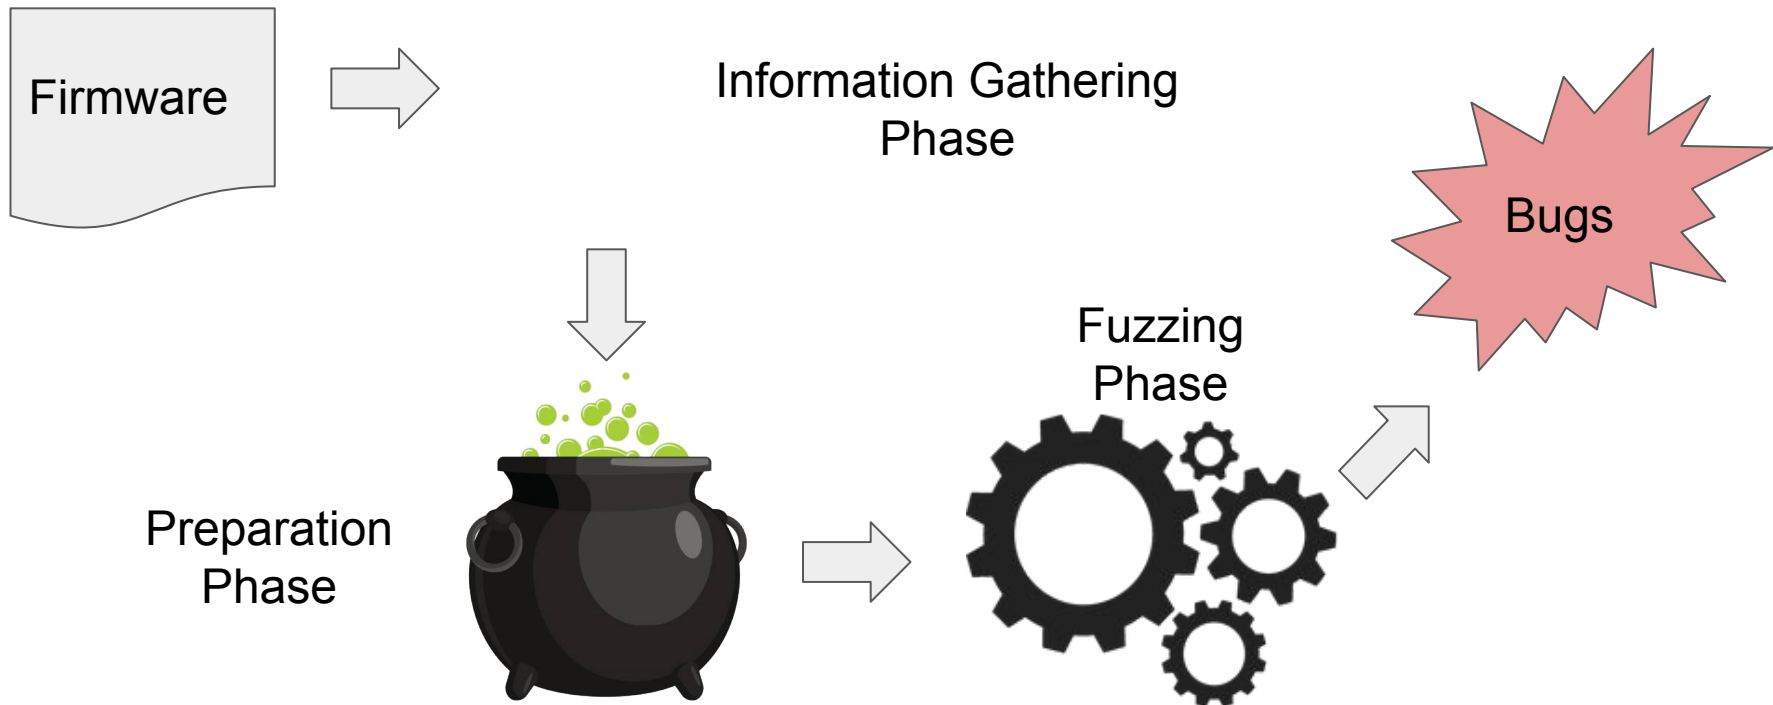 Firmware
Information Gathering
Phase
Bugs
Fuzzing
Phase
Preparation
Phase